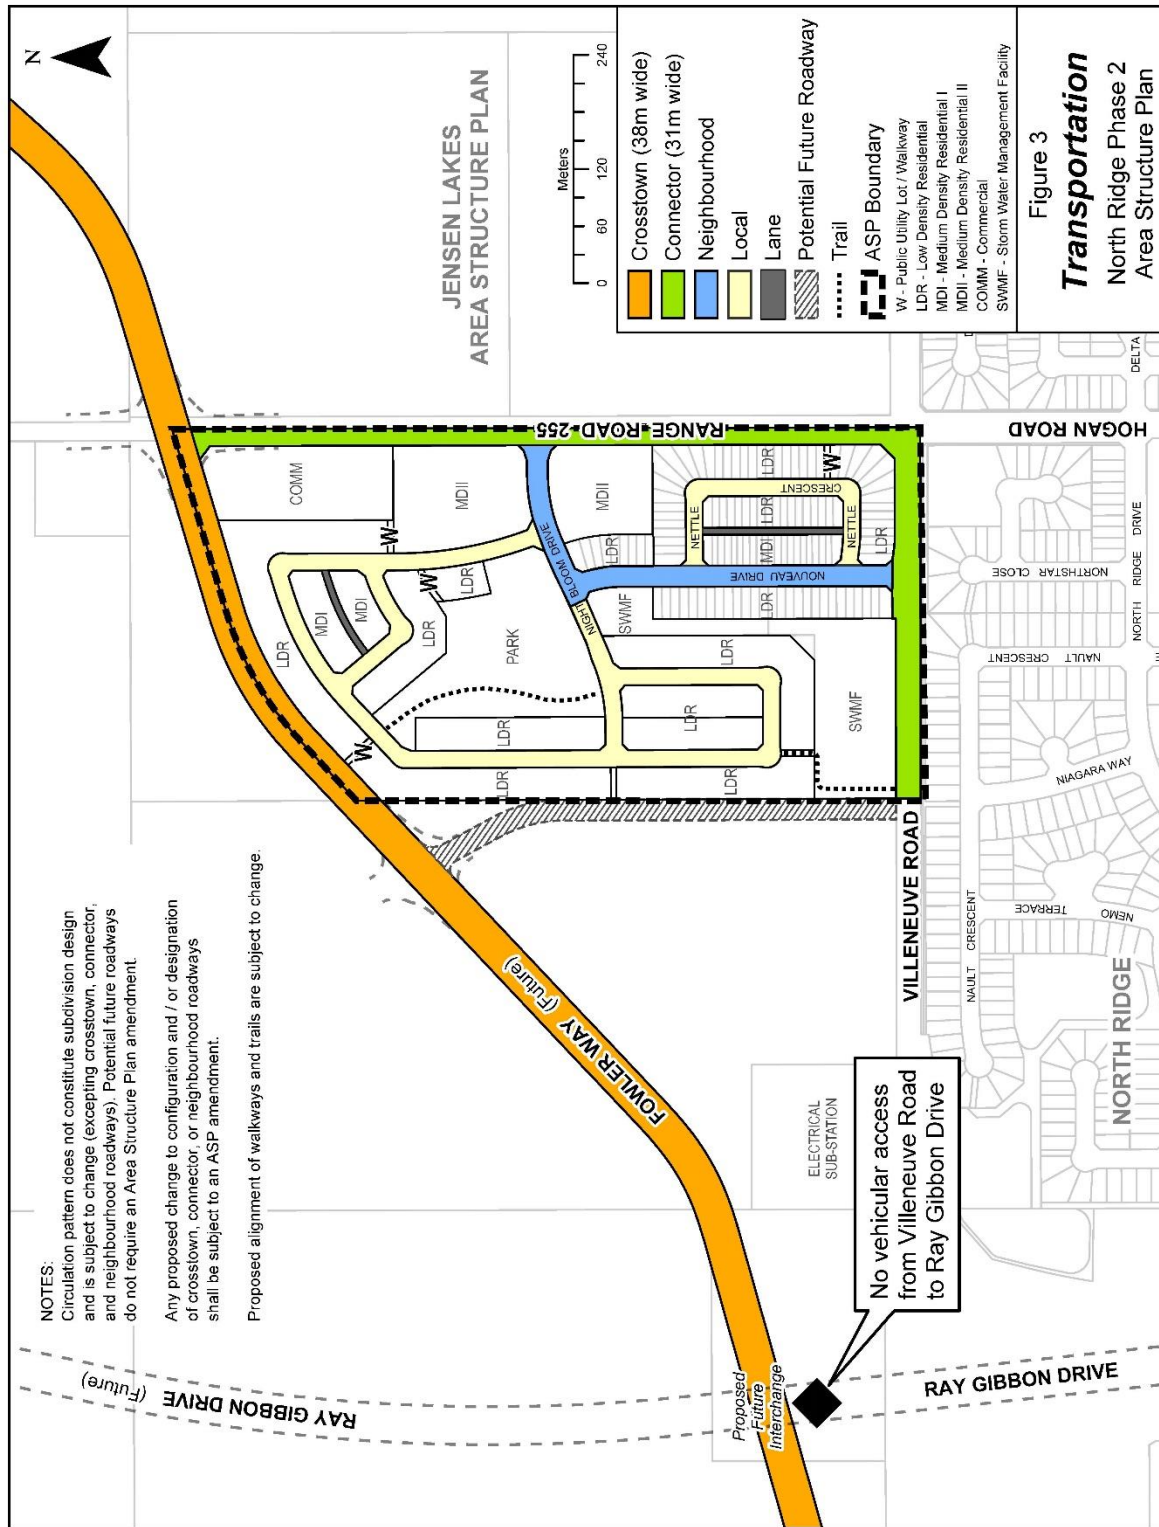 NOTES:
Circulation pattern does not constitute subdivision design
and is subject to change (excepting crosstown, connector,
and neighbourhood roadways). Potential future roadways
do not require an Area Structure Plan amendment.
Any proposed change to configuration and / or designation
of crosstown, connector, or neighbourhood roadways
shall be subject to an ASP amendment.
Proposed alignment of walkways and trails are subject to change.
N
JENSEN LAKES
AREA STRUCTURE PLAN
RAY GIBBON DRIVE (Future)
FOWLER WAY (Future)
Proposed
Future
Interchange
RAY GIBBON DRIVE
No vehicular access
from Villeneuve Road
to Ray Gibbon Drive
ELECTRICAL
SUB-STATION
VILLENEUVE ROAD
RANGE ROAD 255
HOGAN ROAD
COMM
MDII
MDII
W
W
W
W
LDR
MDI
MDI
LDR
LDR
PARK
LDR
LDR
LDR
LDR
LDR
LDR
LDR
LDR
LDR
LDR
LDR
MDI
SWMF
SWMF
NIGHT BLOOM DRIVE
NOUVEAU DRIVE
NETTLE
CRESCENT
NETTLE
NORTH RIDGE
NAULT CRESCENT
NEMO
TERRACE
NIAGARA WAY
NAULT CRESCENT
NORTHSTAR CLOSE
NORTH RIDGE DRIVE
DELTA
Meters
0 60 120 240
Crosstown (38m wide)
Connector (31m wide)
Neighbourhood
Local
Lane
Potential Future Roadway
Trail
ASP Boundary
W - Public Utility Lot / Walkway
LDR - Low Density Residential
MDI - Medium Density Residential I
MDII - Medium Density Residential II
COMM - Commercial
SWMF - Storm Water Management Facility
Figure 3
Transportation
North Ridge Phase 2
Area Structure Plan